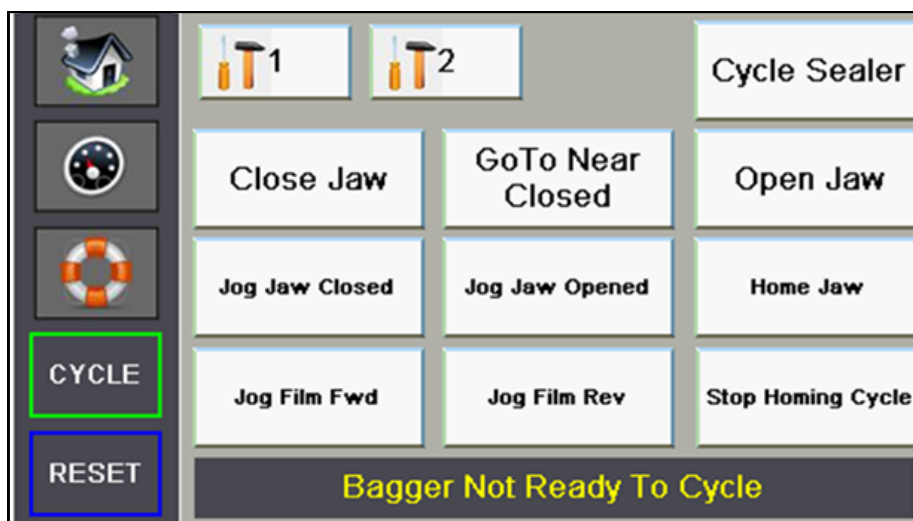 1
2
Cycle Sealer
Close Jaw
GoTo Near
Closed
Open Jaw
Jog Jaw Closed
Jog Jaw Opened
Home Jaw
CYCLE
Jog Film Fwd
Jog Film Rev
Stop Homing Cycle
RESET
Bagger Not Ready To Cycle